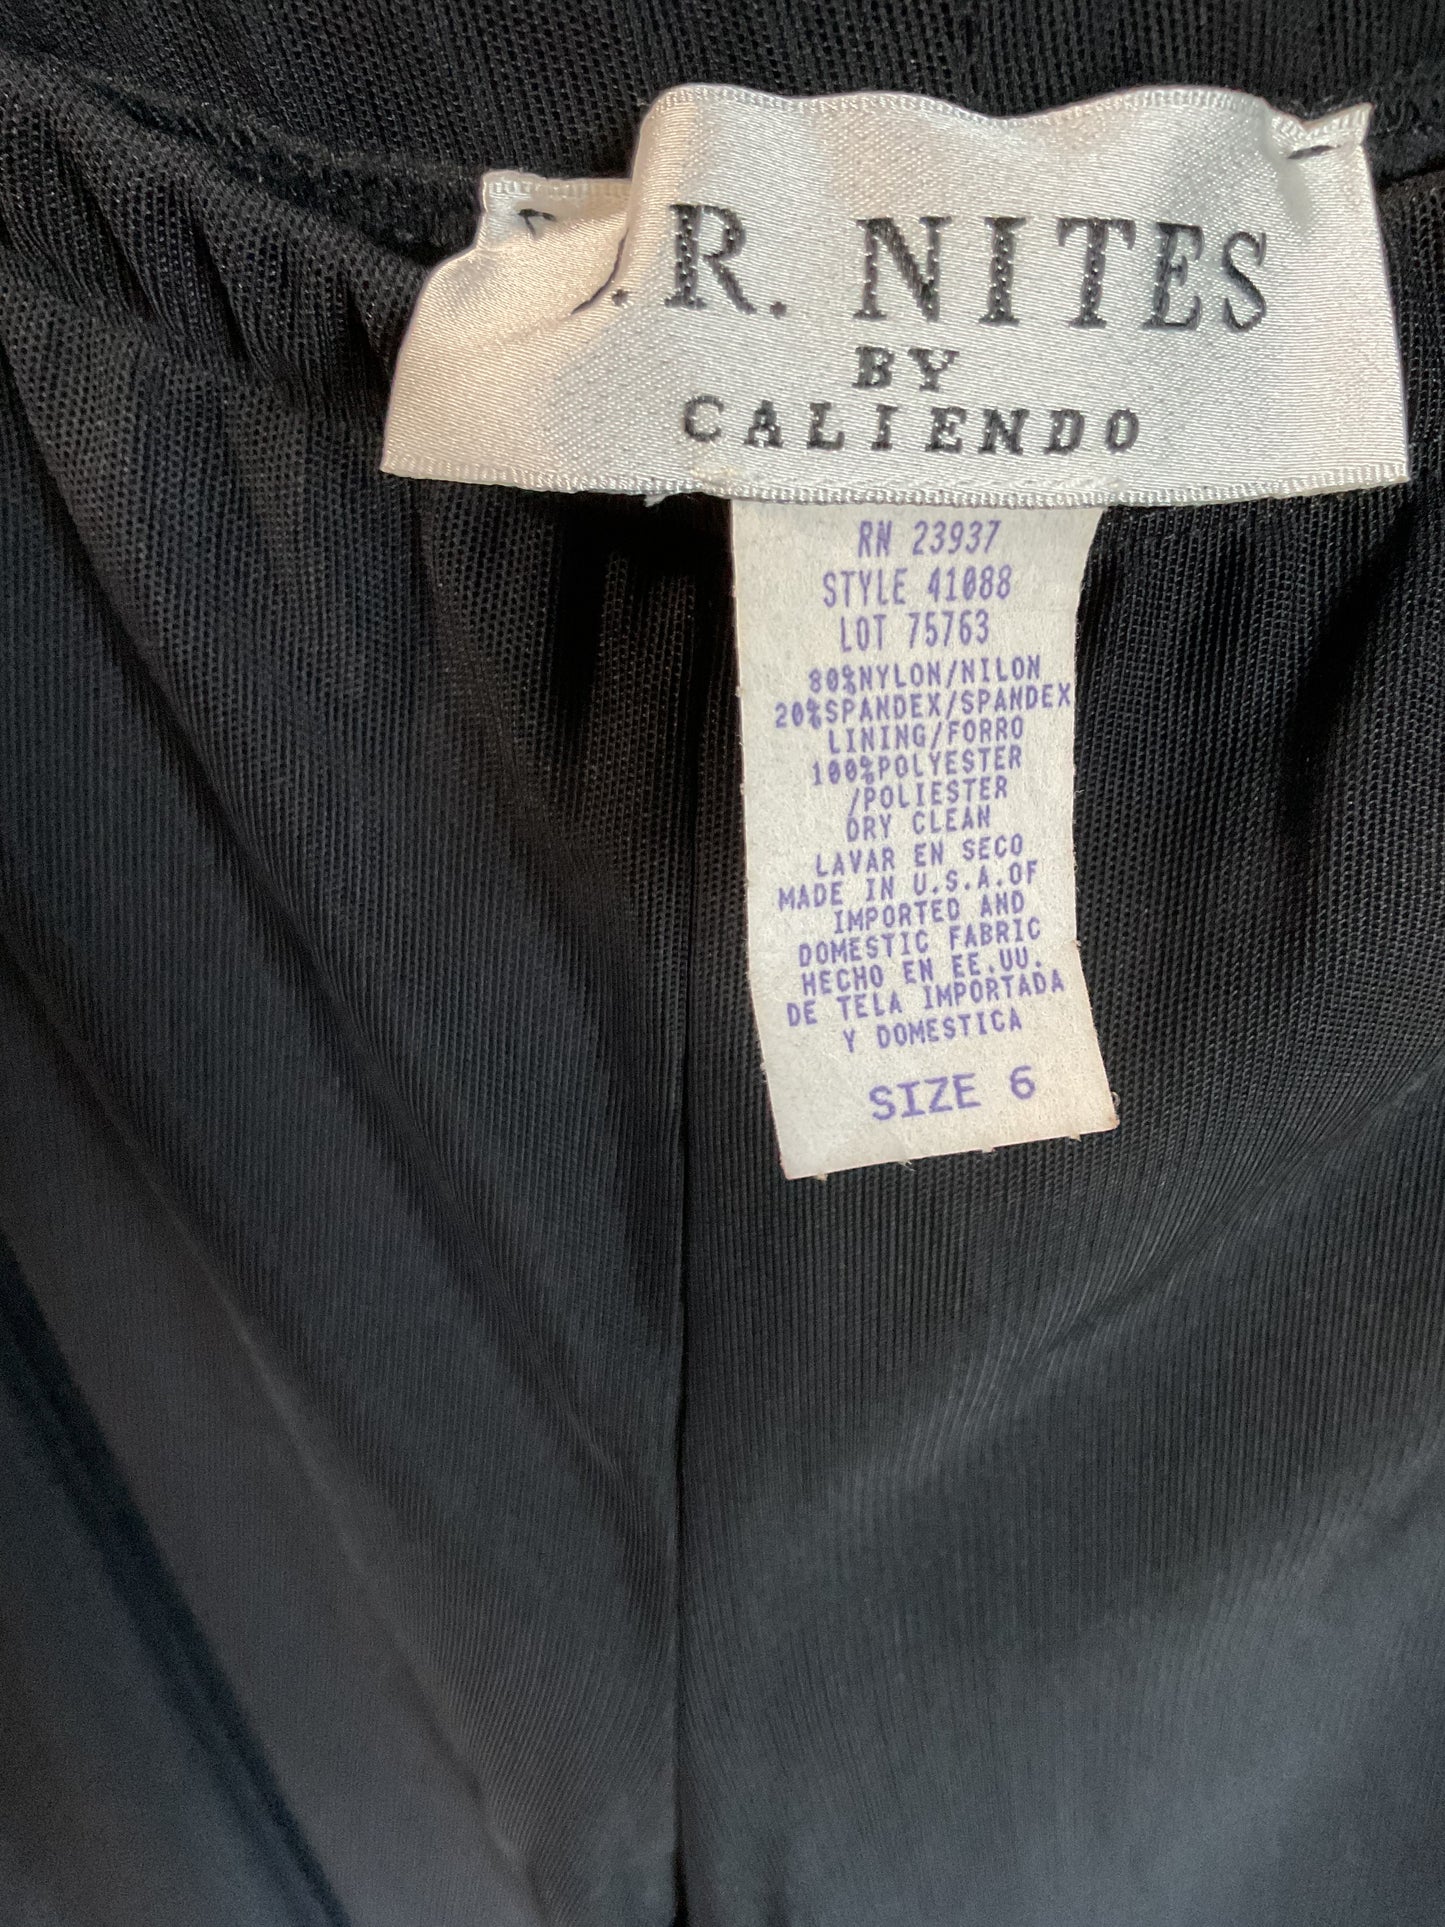 .R. NITES
BY
CALIENDO
RN 23937
STYLE 41088
LOT 75763
80%NYLON/NILON
20%SPANDEX/SPANDEX
LINING/FORRO
100%POLYESTER
/POLIESTER
DRY CLEAN
LAVAR EN SECO
MADE IN U.S.A.OF
IMPORTED AND
DOMESTIC FABRIC
HECHO EN EE.UU.
DE TELA IMPORTADA
Y DOMESTICA
SIZE 6